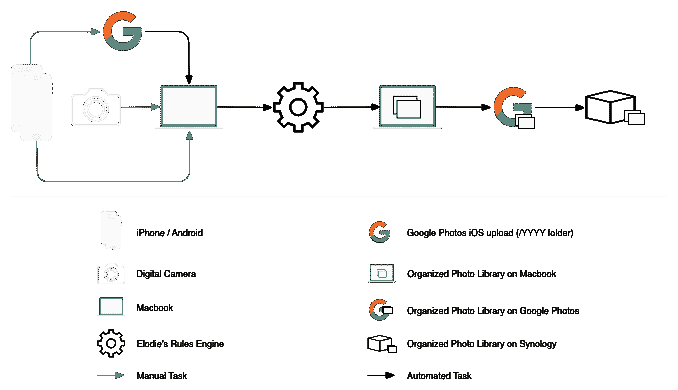 iPhone / Android
Google Photos iOS upload (/YYYY folder)
Digital Camera
Organized Photo Library on Macbook
Macbook
Organized Photo Library on Google Photos
Elodie's Rules Engine
Organized Photo Library on Synology
Manual Task
Automated Task